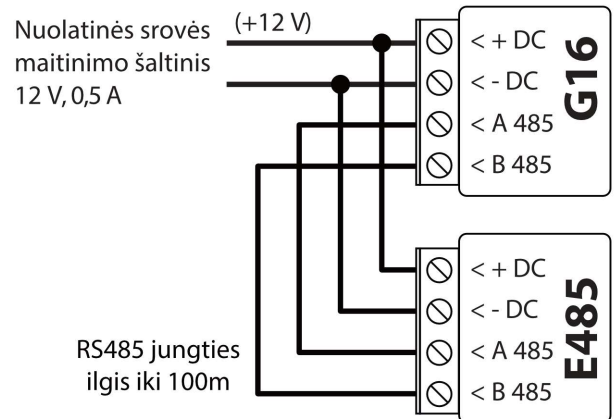 Nuolatinės srovės
maitinimo šaltinis
12 V, 0,5 A
(+12 V)
< + DC
< - DC
< A 485
< B 485
G16
< + DC
< - DC
< A 485
< B 485
E485
RS485 jungties
ilgis iki 100m